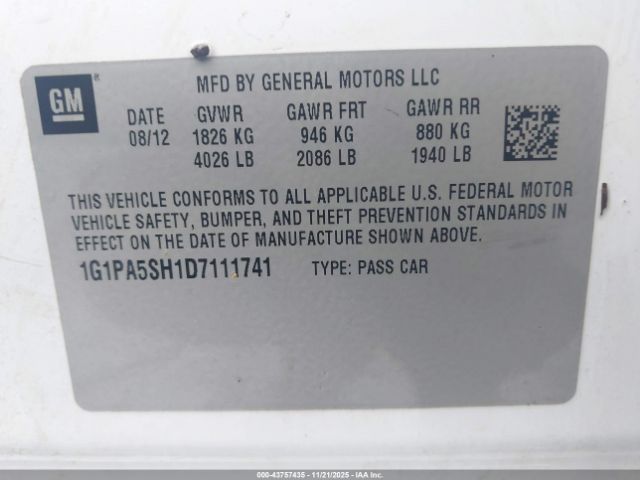 GM ®
MFD BY GENERAL MOTORS LLC
DATE GVWR GAWR FRT GAWR RR
08/12 1826 KG 946 KG 880 KG
4026 LB 2086 LB 1940 LB
THIS VEHICLE CONFORMS TO ALL APPLICABLE U.S. FEDERAL MOTOR
VEHICLE SAFETY, BUMPER, AND THEFT PREVENTION STANDARDS IN
EFFECT ON THE DATE OF MANUFACTURE SHOWN ABOVE.
1G1PA5SH1D7111741 TYPE: PASS CAR
000-43757435 - 11/21/2025 - IAAI.com